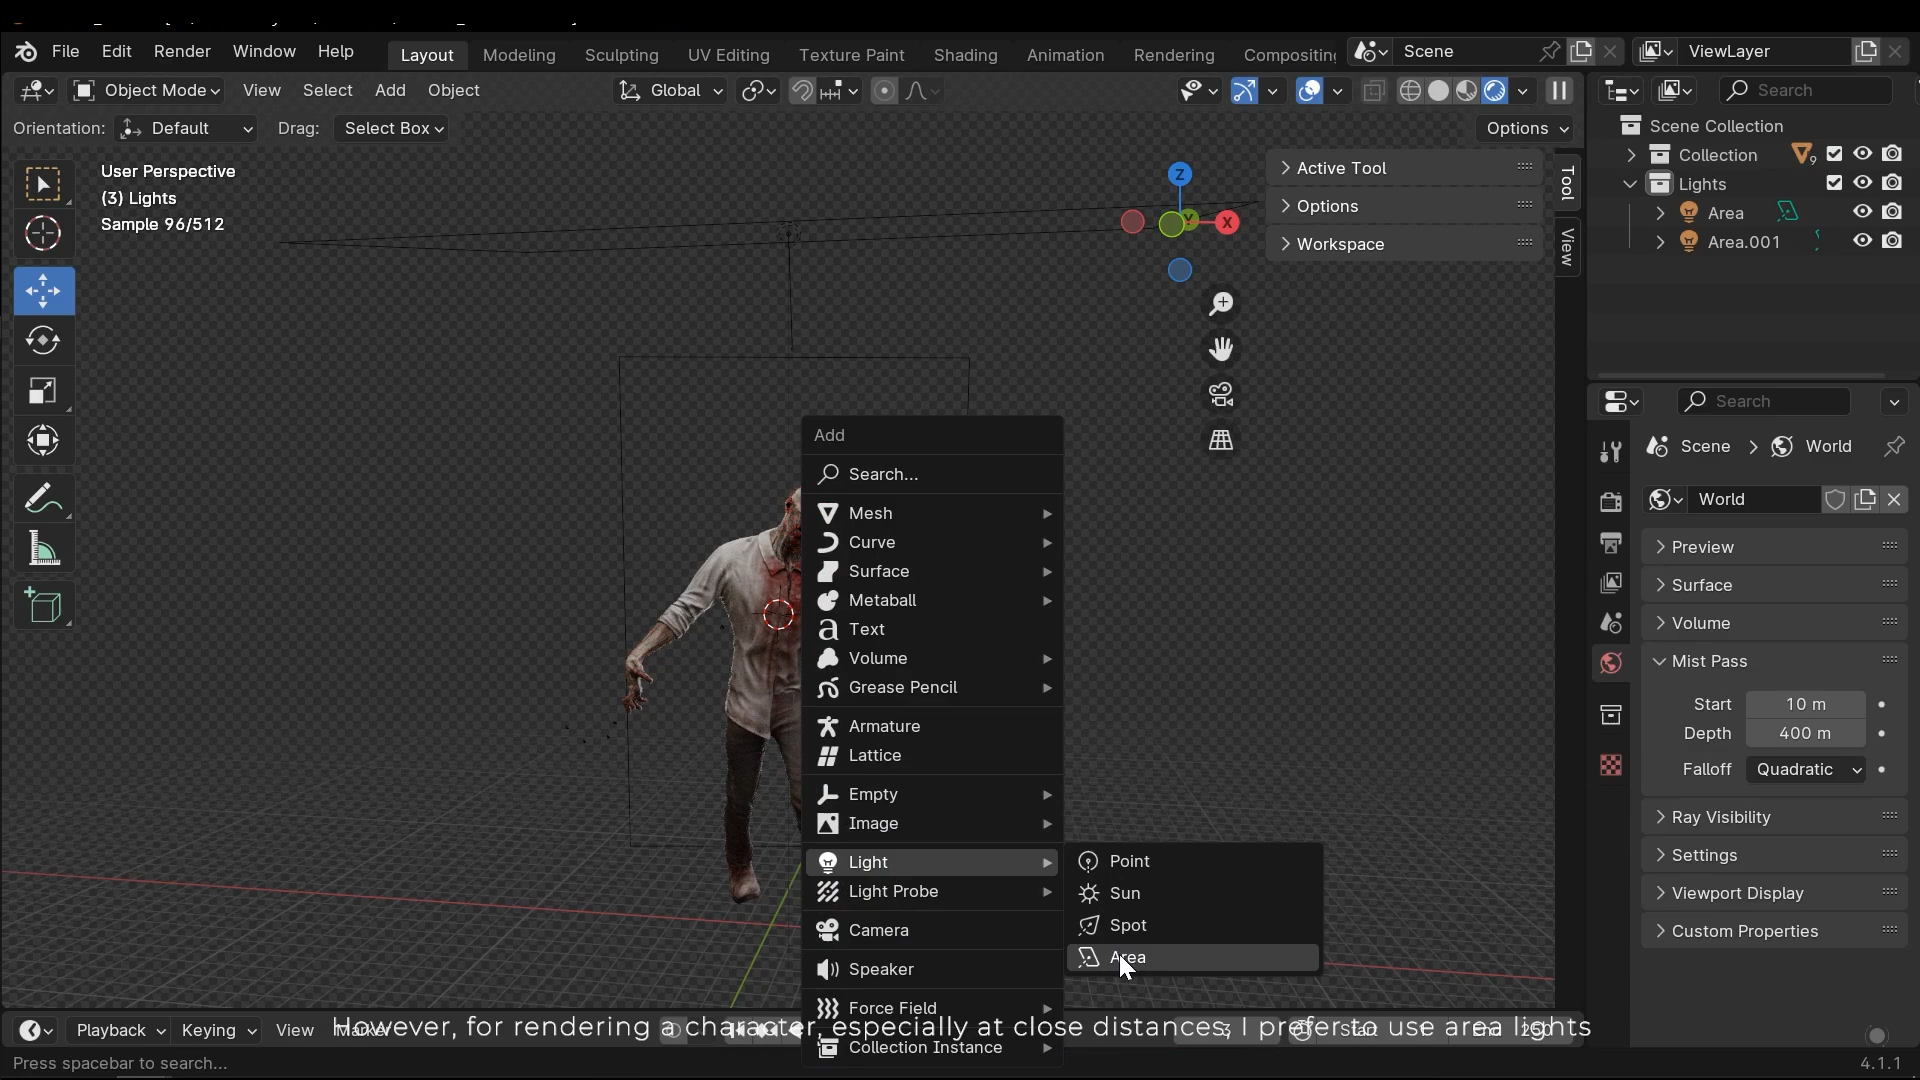 File Edit Render Window Help Layout Modeling Sculpting UV Editing Texture Paint Shading Animation Rendering Compositing Scene ViewLayer
Object Mode View Select Add Object Global Search
Orientation: Default Drag: Select Box Options
User Perspective
(3) Lights
Sample 96/512
Z
Y
X
Active Tool
Options
Workspace
Tool
View
Scene Collection
Collection 9
Lights
Area
Area.001
Search
Scene World
World
Preview
Surface
Volume
Mist Pass
Start 10 m
Depth 400 m
Falloff Quadratic
Ray Visibility
Settings
Viewport Display
Custom Properties
Add
Search...
Mesh
Curve
Surface
Metaball
Text
Volume
Grease Pencil
Armature
Lattice
Empty
Image
Light
Light Probe
Camera
Speaker
Force Field
Collection Instance
Point
Sun
Spot
Area
Playback Keying View Marker Start 1 End 250
However, for rendering a character, especially at close distances, I prefer to use area lights
Press spacebar to search...
4.1.1